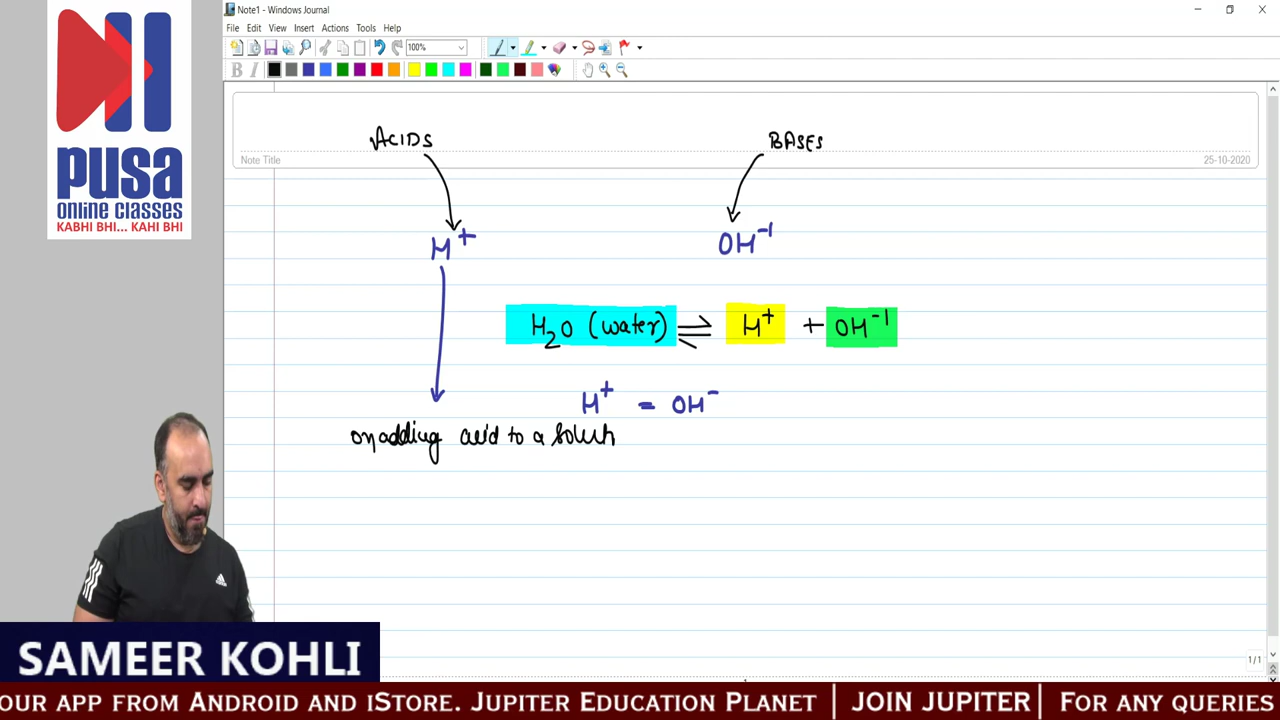 Note1 - Windows Journal
File Edit View Insert Actions Tools Help
100%
B I
PUSA
ONLINE CLASSES
KABHI BHI... KAHI BHI
ACIDS
BASES
Note Title
25-10-2020
H⁺
OH⁻¹
H₂O (water) ⇌ H⁺ + OH⁻¹
H⁺ = OH⁻
on adding acid to a soluti
1/1
SAMEER KOHLI
OUR APP FROM ANDROID AND ISTORE. JUPITER EDUCATION PLANET | JOIN JUPITER | FOR ANY QUERIES